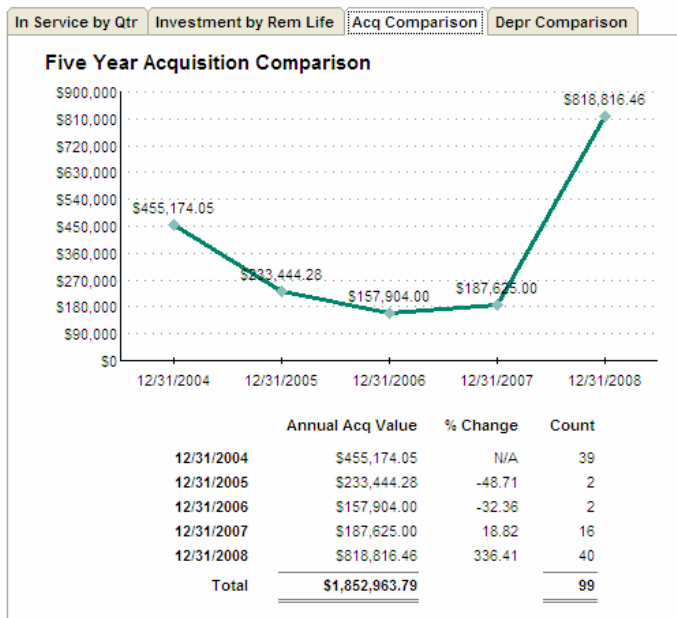 In Service by Qtr Investment by Rem Life Acq Comparison Depr Comparison
Five Year Acquisition Comparison
$900,000
$810,000
$720,000
$630,000
$540,000
$450,000
$360,000
$270,000
$180,000
$90,000
$0
$455,174.05
$233,444.28
$157,904.00
$187,625.00
$818,816.46
12/31/2004 12/31/2005 12/31/2006 12/31/2007 12/31/2008
Annual Acq Value % Change Count
12/31/2004 $455,174.05 N/A 39
12/31/2005 $233,444.28 -48.71 2
12/31/2006 $157,904.00 -32.36 2
12/31/2007 $187,625.00 18.82 16
12/31/2008 $818,816.46 336.41 40
Total $1,852,963.79 99